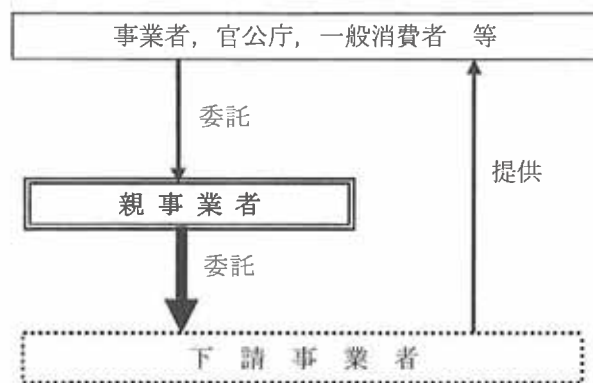 事業者，官公庁，一般消費者　等
委託
提供
親 事 業 者
委託
下 請 事 業 者